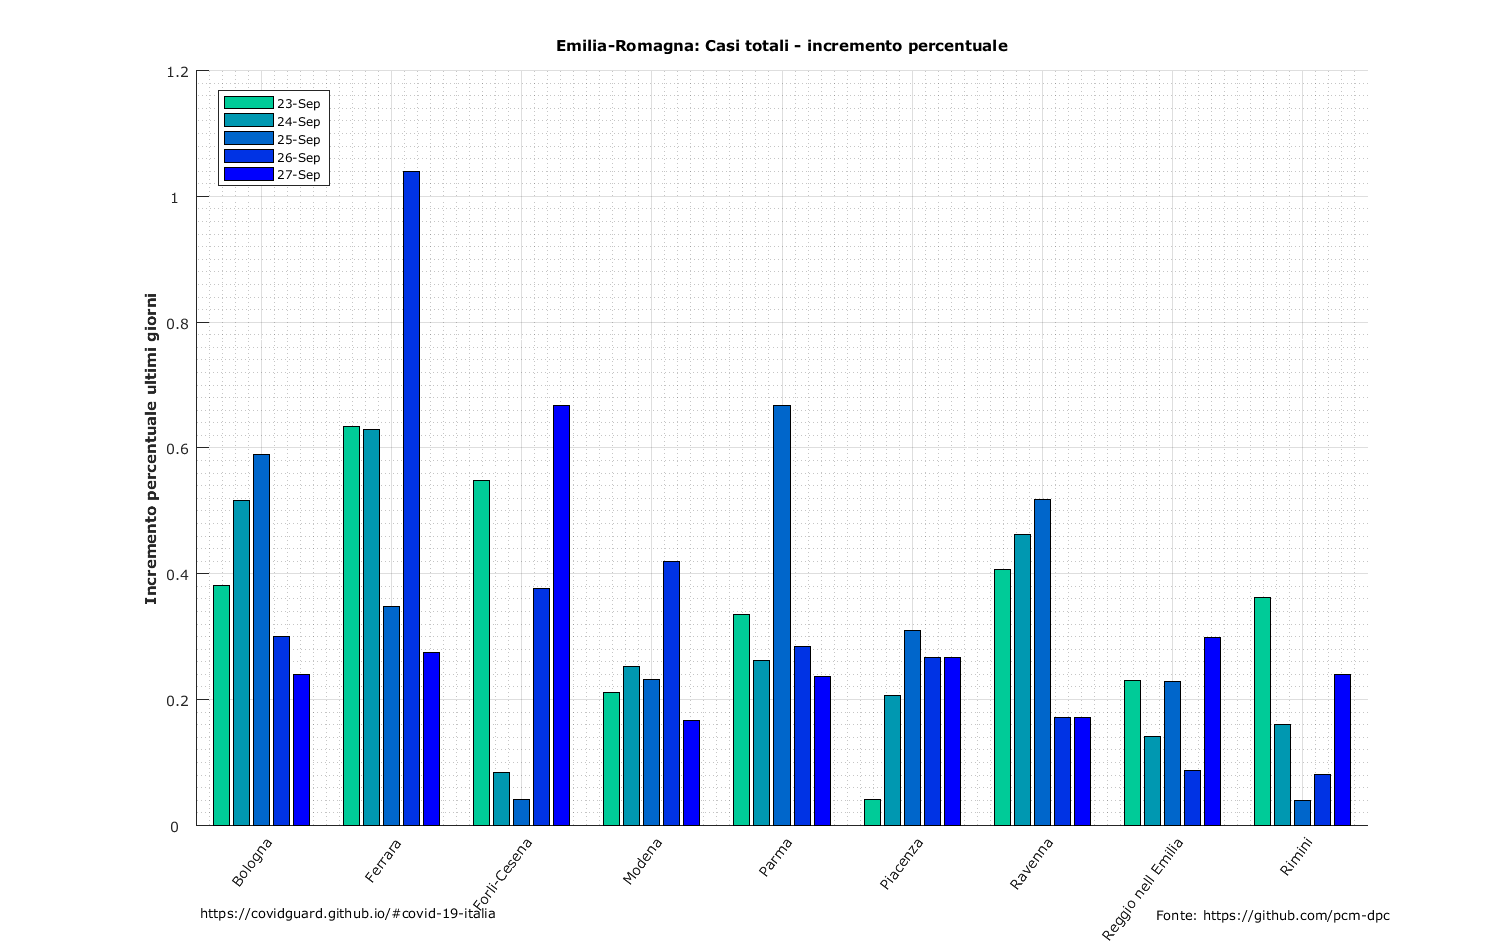 Emilia-Romagna: Casi totali - incremento percentuale
1.2
1
0.8
0.6
0.4
0.2
0
Incremento percentuale ultimi giorni
23-Sep
24-Sep
25-Sep
26-Sep
27-Sep
Bologna
Ferrara
Forlì-Cesena
Modena
Parma
Piacenza
Ravenna
Reggio nell Emilia
Rimini
https://covidguard.github.io/#covid-19-italia
Fonte: https://github.com/pcm-dpc